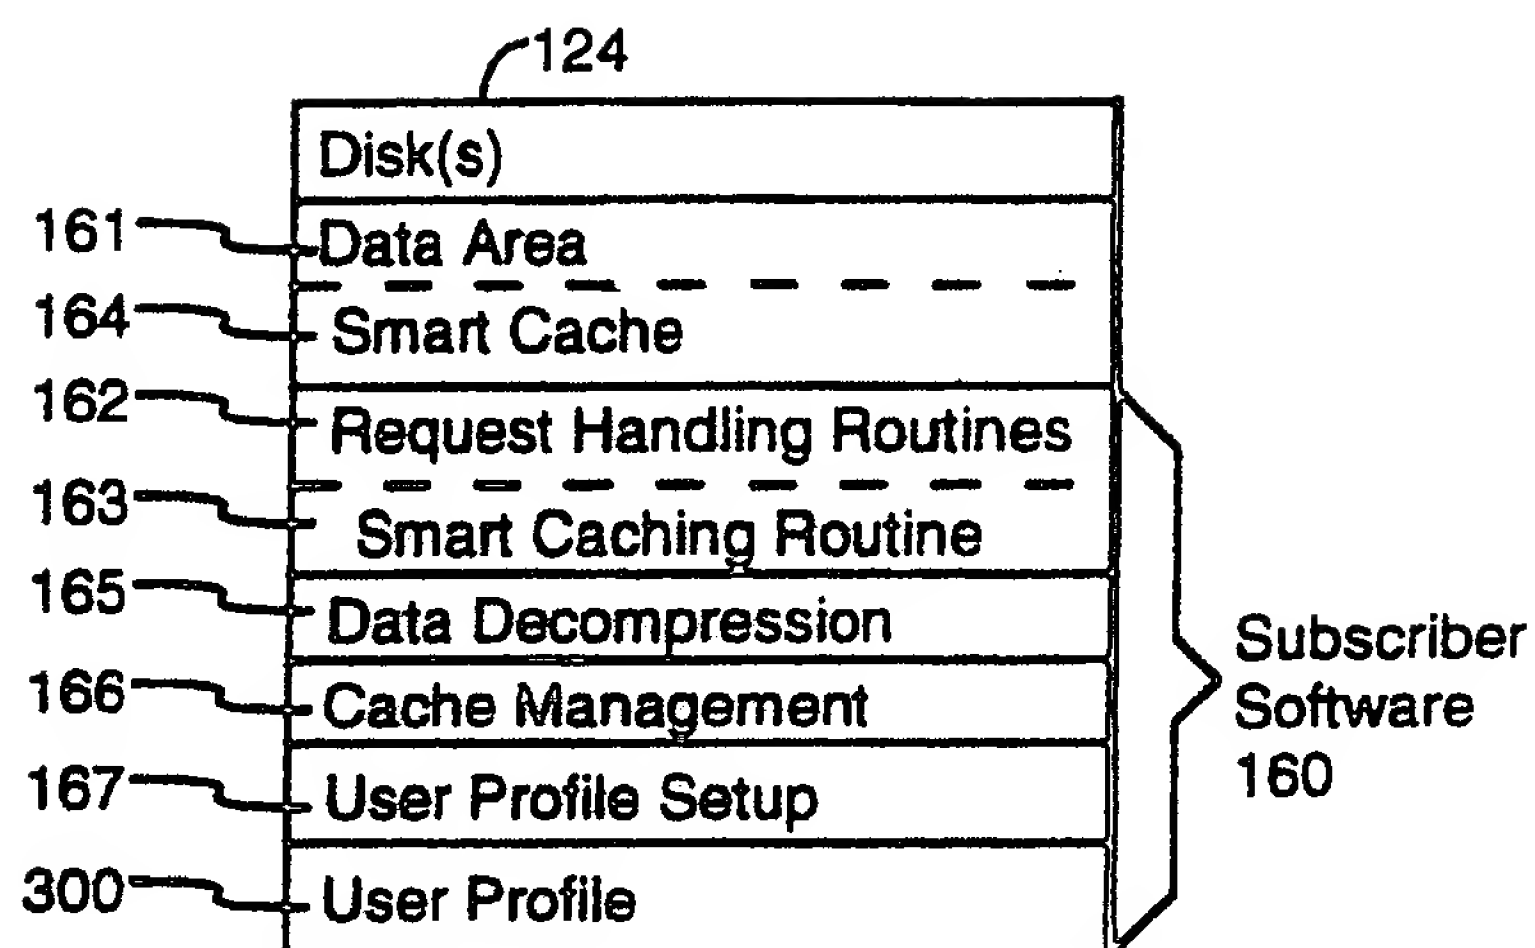 124
Disk(s)
161 Data Area
164 Smart Cache
162 Request Handling Routines
163 Smart Caching Routine
165 Data Decompression
166 Cache Management
167 User Profile Setup
300 User Profile
Subscriber
Software
160